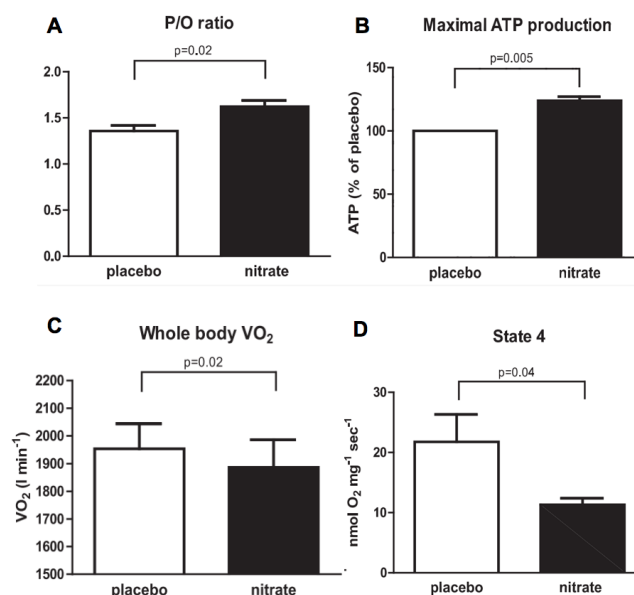 A
P/O ratio
p=0.02
2.0
1.5
1.0
0.5
0.0
placebo
nitrate
B
Maximal ATP production
p=0.005
ATP (% of placebo)
150
100
50
0
placebo
nitrate
C
Whole body VO₂
p=0.02
VO₂ (l min⁻¹)
2200
2100
2000
1900
1800
1700
1600
1500
placebo
nitrate
D
State 4
p=0.04
nmol O₂ mg⁻¹ sec⁻¹
30
20
10
0
placebo
nitrate